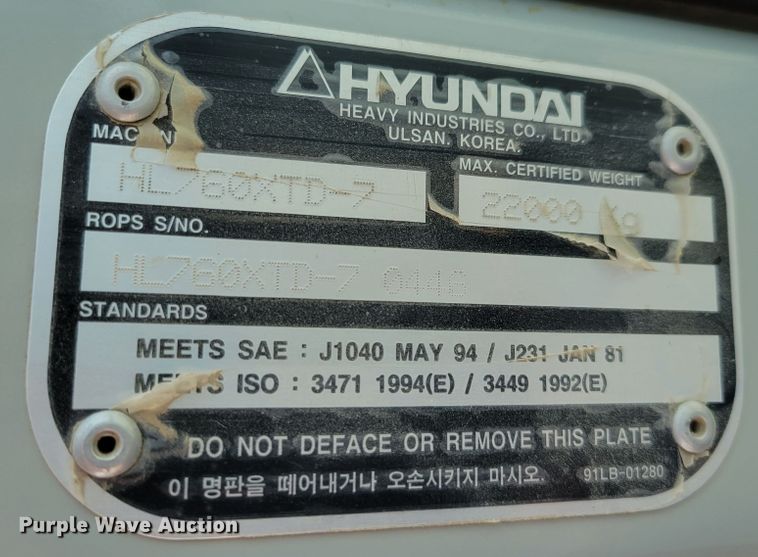 HYUNDAI
HEAVY INDUSTRIES CO., LTD.
ULSAN, KOREA.
MAX. CERTIFIED WEIGHT
HL760XTD-7
22000 Kg
ROPS S/NO.
HL760XTD-7
STANDARDS
MEETS SAE : J1040 MAY 94 / J231 JAN 81
MEETS ISO : 3471 1994(E) / 3449 1992(E)
DO NOT DEFACE OR REMOVE THIS PLATE
이 명판을 떼어내거나 오손시키지 마시오. 91LB-01280
Purple Wave Auction